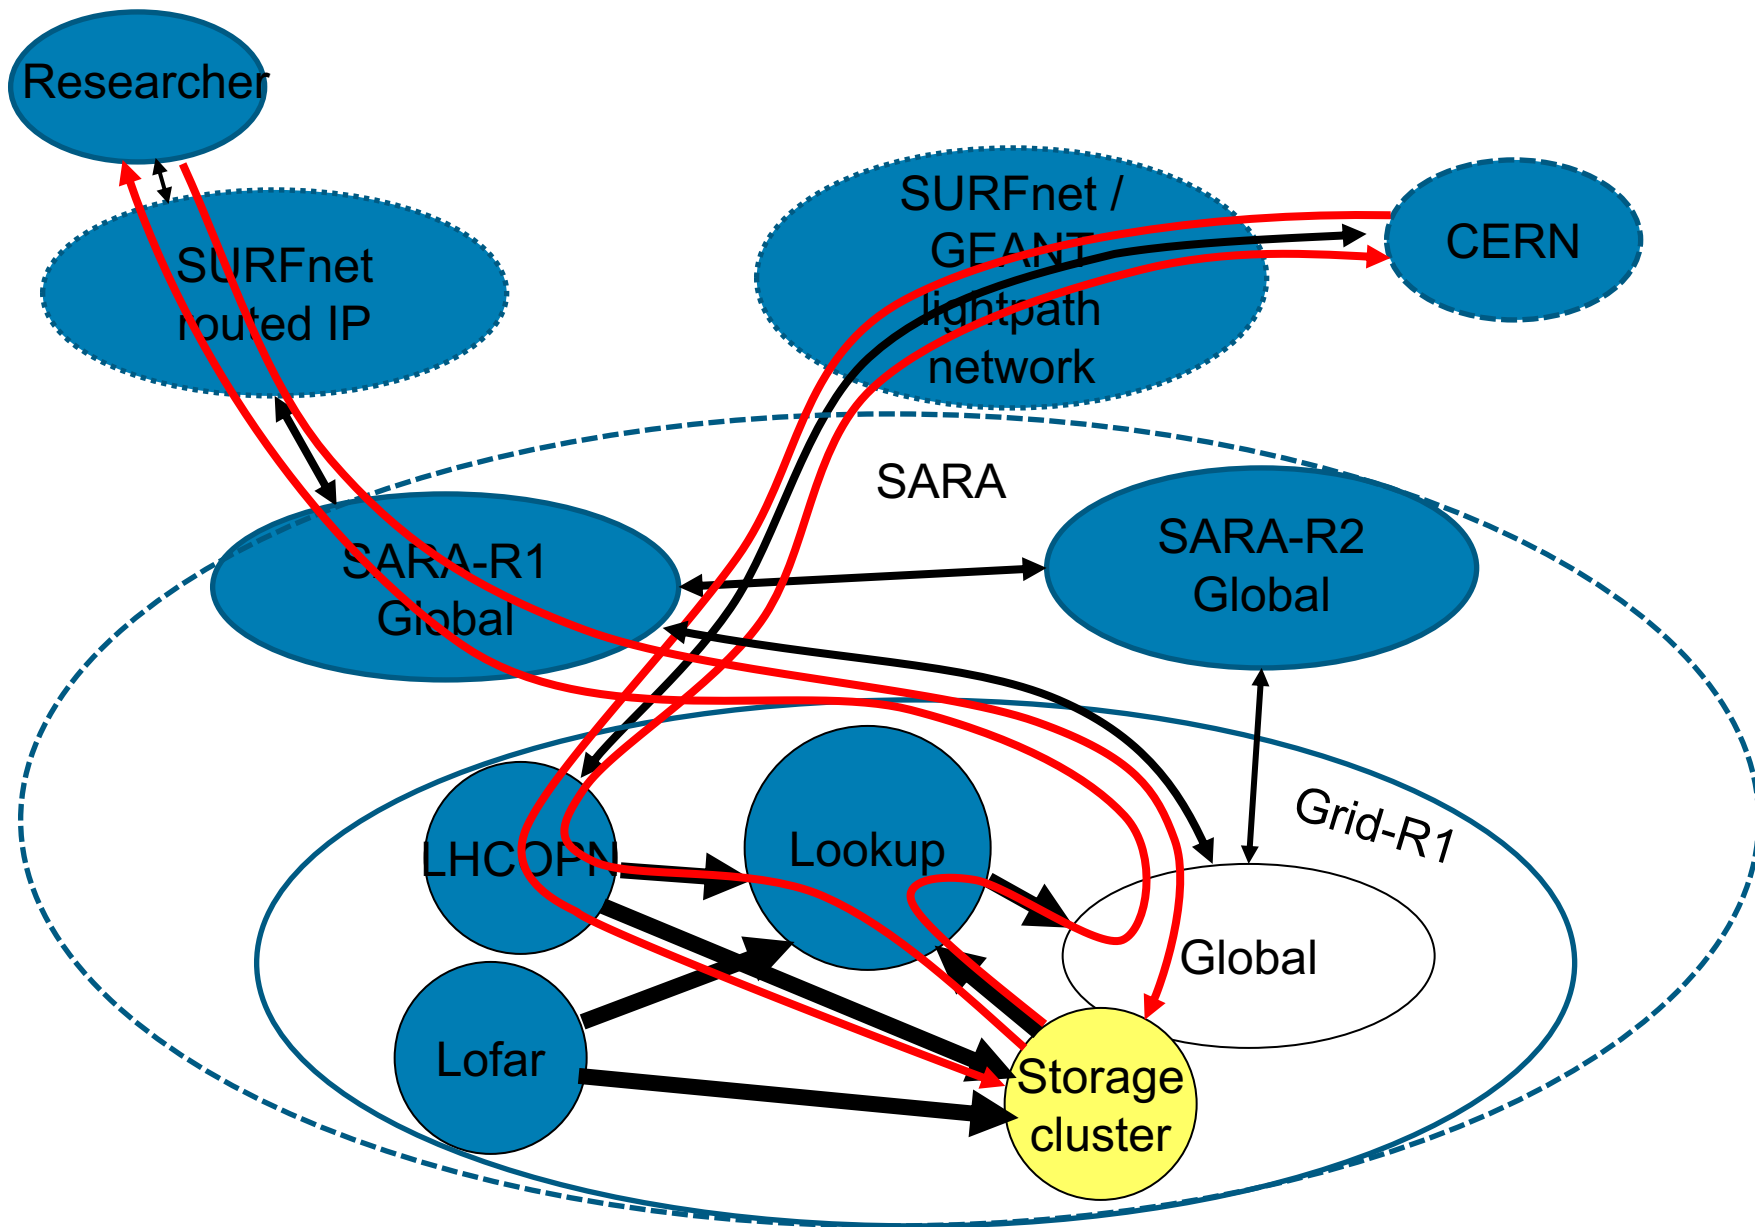 Researcher
SURFnet
routed IP
SURFnet /
GEANT
lightpath
network
CERN
SARA
SARA-R1
Global
SARA-R2
Global
Grid-R1
LHCOPN
Lookup
Global
Lofar
Storage
cluster